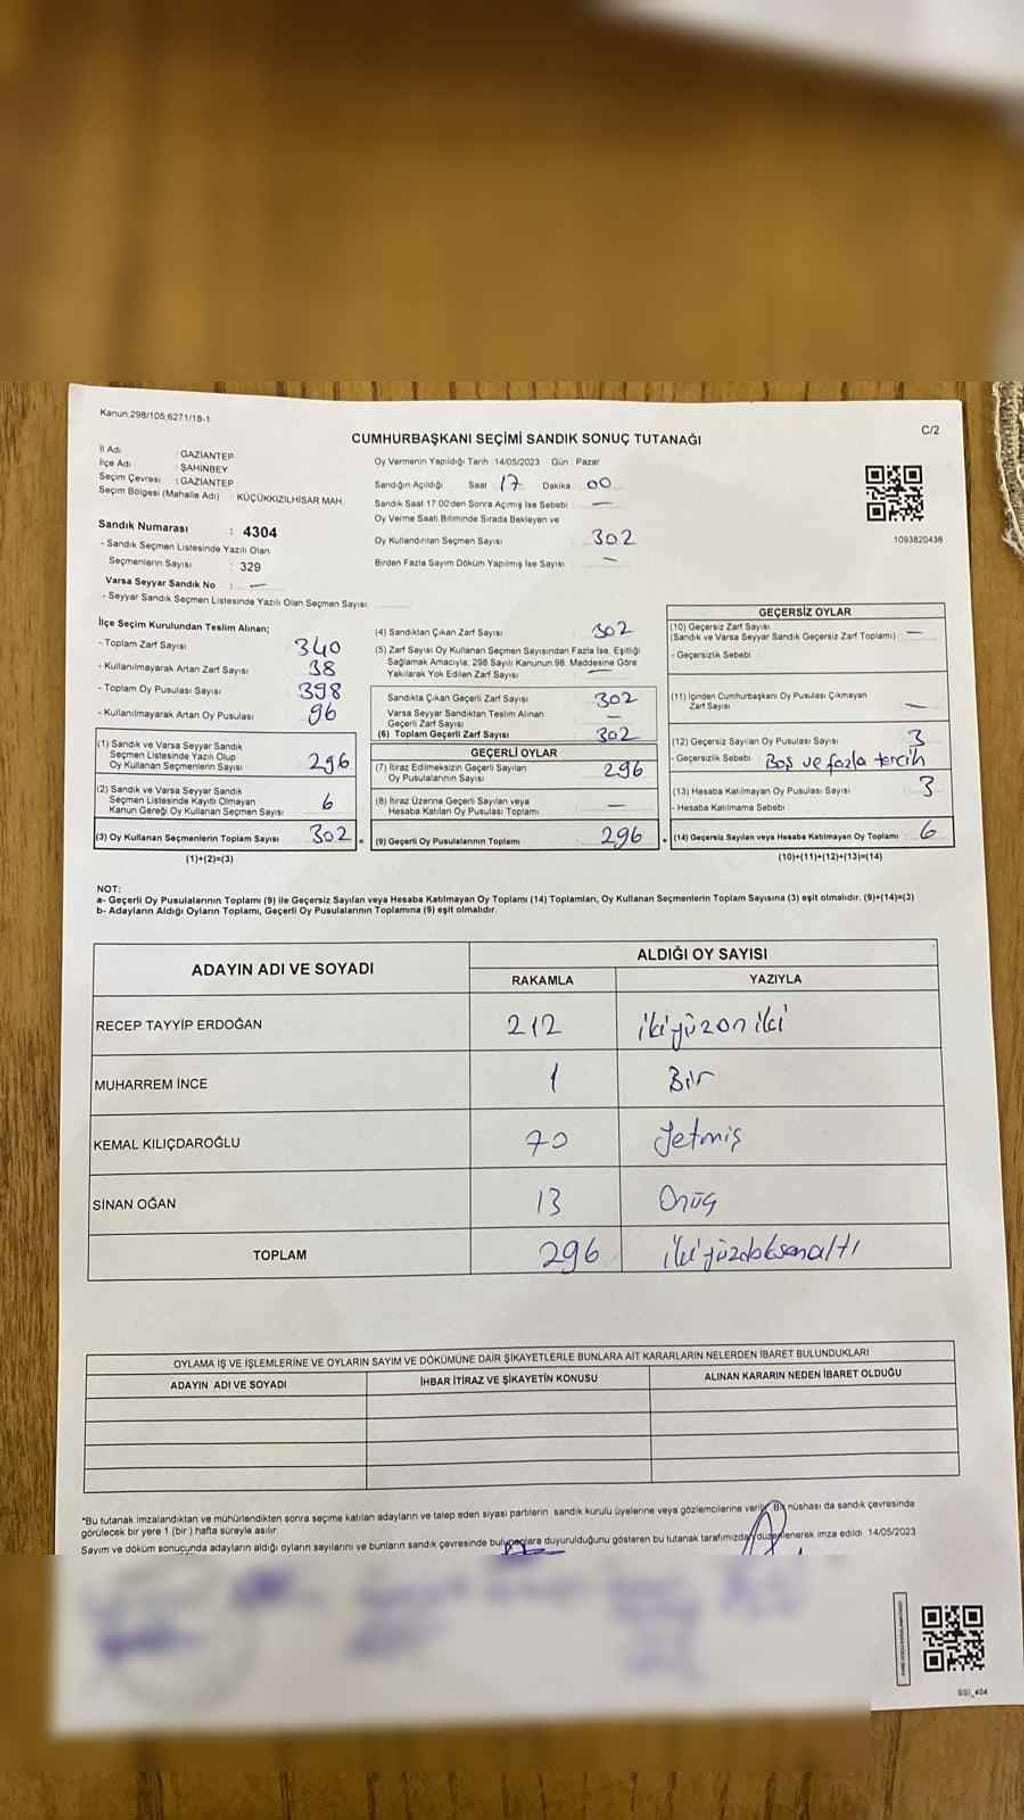 Kanun:298/105;6271/18-1
CUMHURBAŞKANI SEÇİMİ SANDIK SONUÇ TUTANAĞI
C/2
İl Adı : GAZİANTEP
İlçe Adı : ŞAHİNBEY
Seçim Çevresi : GAZİANTEP
Seçim Bölgesi (Mahalle Adı) : KÜÇÜKKIZILHİSAR MAH.
Sandık Numarası : 4304
- Sandık Seçmen Listesinde Yazılı Olan
Seçmenlerin Sayısı : 329
Varsa Seyyar Sandık No : —
- Seyyar Sandık Seçmen Listesinde Yazılı Olan Seçmen Sayısı
Oy Vermenin Yapıldığı Tarih :14/05/2023 Gün : Pazar
Sandığın Açıldığı Saat 17 Dakika 00
Sandık Saat 17:00'den Sonra Açımış İse Sebebi —
Oy Verme Saati Bitiminde Sırada Bekleyen ve
Oy Kullandırılan Seçmen Sayısı 302
Birden Fazla Sayım Döküm Yapılmış İse Sayısı —
1093820436
İlçe Seçim Kurulundan Teslim Alınan;
- Toplam Zarf Sayısı 340
- Kullanılmayarak Artan Zarf Sayısı 38
- Toplam Oy Pusulası Sayısı 398
- Kullanılmayarak Artan Oy Pusulası 96
(1) Sandık ve Varsa Seyyar Sandık
Seçmen Listesinde Yazılı Olup
Oy Kullanan Seçmenlerin Sayısı 296
(2) Sandık ve Varsa Seyyar Sandık
Seçmen Listesinde Kayıtlı Olmayan
Kanun Gereği Oy Kullanan Seçmen Sayısı 6
(3) Oy Kullanan Seçmenlerin Toplam Sayısı 302
(1)+(2)=(3)
(4) Sandıktan Çıkan Zarf Sayısı 302
(5) Zarf Sayısı Oy Kullanan Seçmen Sayısından Fazla İse, Eşitliği
Sağlamak Amacıyla, 298 Sayılı Kanunun 98. Maddesine Göre
Yakılarak Yok Edilen Zarf Sayısı —
Sandıkta Çıkan Geçerli Zarf Sayısı 302
Varsa Seyyar Sandıktan Teslim Alınan
Geçerli Zarf Sayısı —
(6) Toplam Geçerli Zarf Sayısı 302
GEÇERLİ OYLAR
(7) İtiraz Edilmeksizin Geçerli Sayılan
Oy Pusulalarının Sayısı 296
(8) İtiraz Üzerine Geçerli Sayılan veya
Hesaba Katılan Oy Pusulası Toplamı —
(9) Geçerli Oy Pusulalarının Toplamı 296
GEÇERSİZ OYLAR
(10) Geçersiz Zarf Sayısı
(Sandık ve Varsa Seyyar Sandık Geçersiz Zarf Toplamı) —
- Geçersizlik Sebebi
(11) İçinden Cumhurbaşkanı Oy Pusulası Çıkmayan
Zarf Sayısı —
(12) Geçersiz Sayılan Oy Pusulası Sayısı 3
- Geçersizlik Sebebi Boş ve fazla tercih
(13) Hesaba Katılmayan Oy Pusulası Sayısı 3
- Hesaba Katılmama Sebebi
(14) Geçersiz Sayılan veya Hesaba Katılmayan Oy Toplamı 6
(10)+(11)+(12)+(13)=(14)
NOT:
a- Geçerli Oy Pusulalarının Toplamı (9) ile Geçersiz Sayılan veya Hesaba Katılmayan Oy Toplamı (14) Toplamları, Oy Kullanan Seçmenlerin Toplam Sayısına (3) eşit olmalıdır. (9)+(14)=(3)
b- Adayların Aldığı Oyların Toplamı, Geçerli Oy Pusulalarının Toplamına (9) eşit olmalıdır.
ADAYIN ADI VE SOYADI
ALDIĞI OY SAYISI
RAKAMLA YAZIYLA
RECEP TAYYİP ERDOĞAN 212 ikiyüzoniki
MUHARREM İNCE 1 Bir
KEMAL KILIÇDAROĞLU 70 Yetmiş
SİNAN OĞAN 13 Onüç
TOPLAM 296 ikiyüzdoksanaltı
OYLAMA İŞ VE İŞLEMLERİNE VE OYLARIN SAYIM VE DÖKÜMÜNE DAİR ŞİKAYETLERLE BUNLARA AİT KARARLARIN NELERDEN İBARET BULUNDUKLARI
ADAYIN ADI VE SOYADI İHBAR İTİRAZ VE ŞİKAYETİN KONUSU ALINAN KARARIN NEDEN İBARET OLDUĞU
*Bu tutanak imzalandıktan ve mühürlendikten sonra seçime katılan adayların ve talep eden siyasi partilerin sandık kurulu üyelerine veya gözlemcilerine verilir. Bir nüshası da sandık çevresinde
görülecek bir yere 1 (bir) hafta süreyle asılır.
Sayım ve döküm sonucunda adayların aldığı oyların sayılarını ve bunların sandık çevresinde bulunanlara duyurulduğunu gösteren bu tutanak tarafımızdan düzenlenerek imza edildi. 14/05/2023